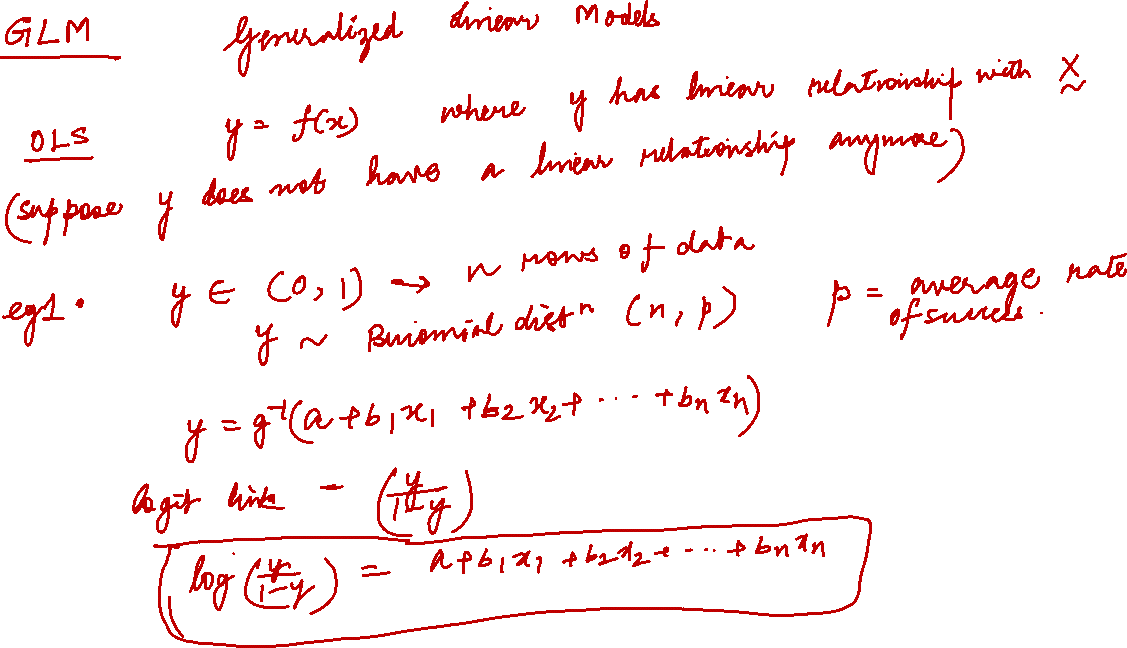 GLM Generalized Linear Models
OLS y = f(x) where y has linear relationship with X
(suppose y does not have a linear relationship anymore)
eg1. y ∈ (0, 1) → n rows of data
y ~ Binomial distⁿ (n, p) p = average rate of success.
y = g⁻¹(a + b₁x₁ + b₂x₂ + ... + bₙxₙ)
logit link - (y/(1-y))
log (y/(1-y)) = a + b₁x₁ + b₂x₂ + ... + bₙxₙ